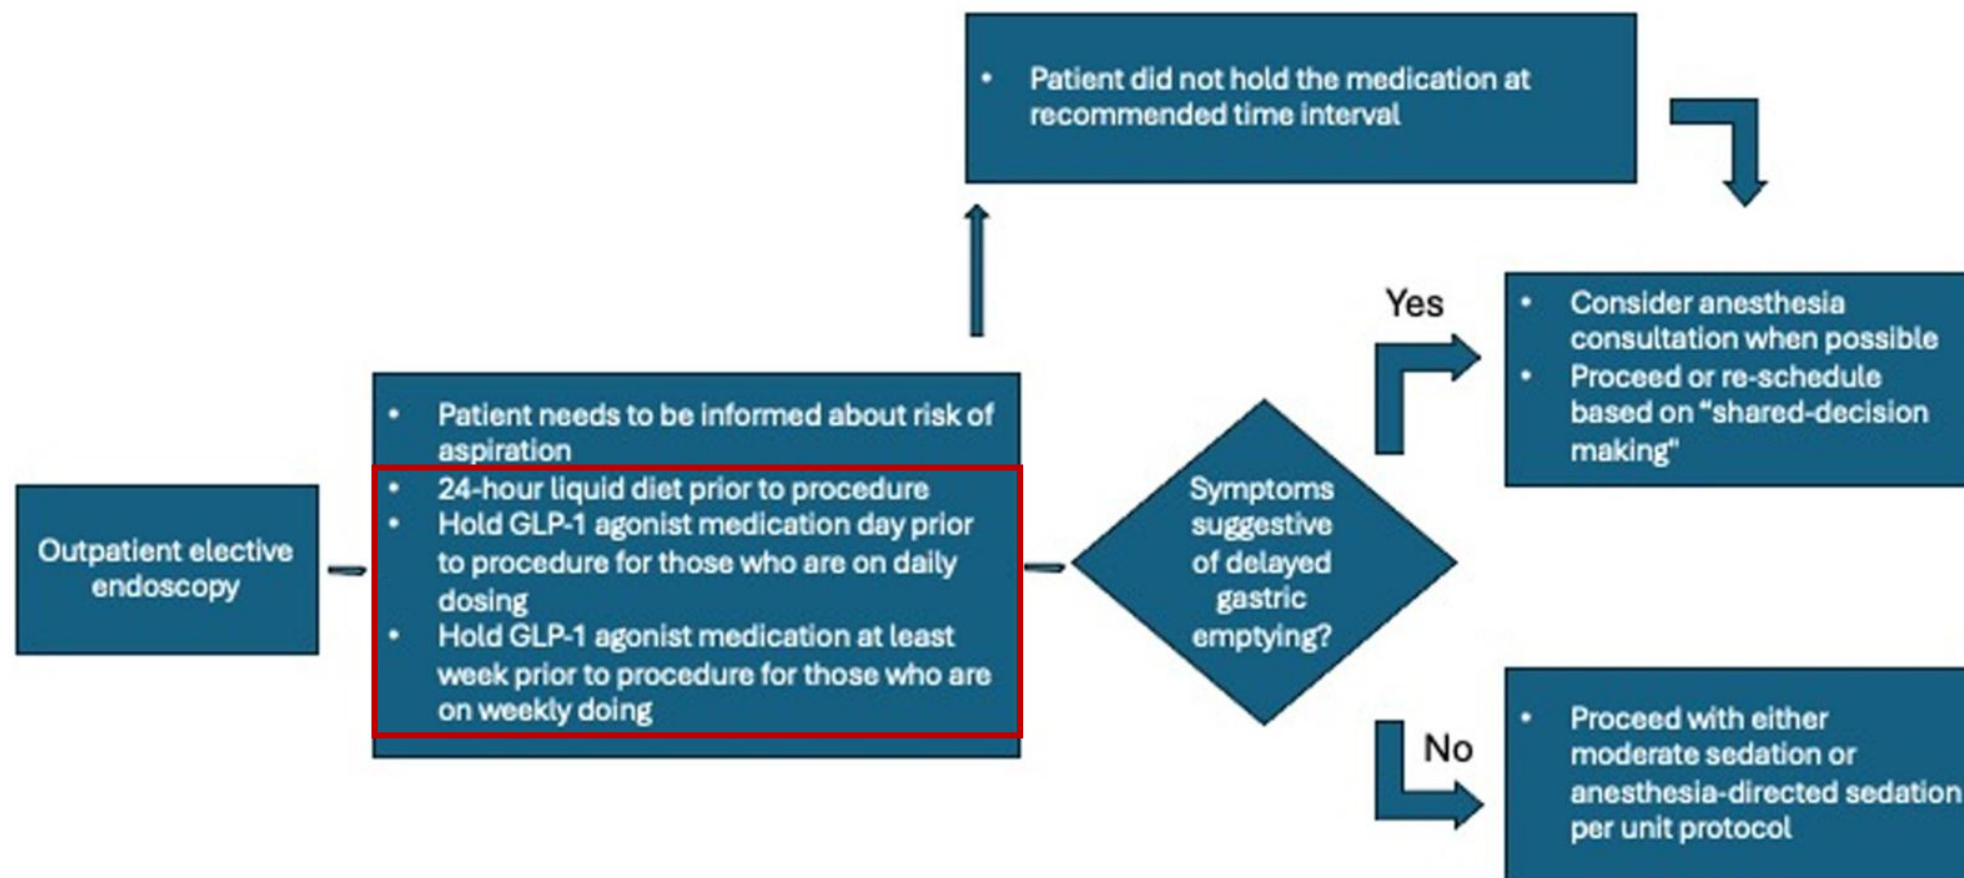 • Patient did not hold the medication at
recommended time interval
Outpatient elective
endoscopy
• Patient needs to be informed about risk of
aspiration
• 24-hour liquid diet prior to procedure
• Hold GLP-1 agonist medication day prior
to procedure for those who are on daily
dosing
• Hold GLP-1 agonist medication at least
week prior to procedure for those who are
on weekly doing
Symptoms
suggestive
of delayed
gastric
emptying?
Yes
• Consider anesthesia
consultation when possible
• Proceed or re-schedule
based on “shared-decision
making"
No
• Proceed with either
moderate sedation or
anesthesia-directed sedation
per unit protocol